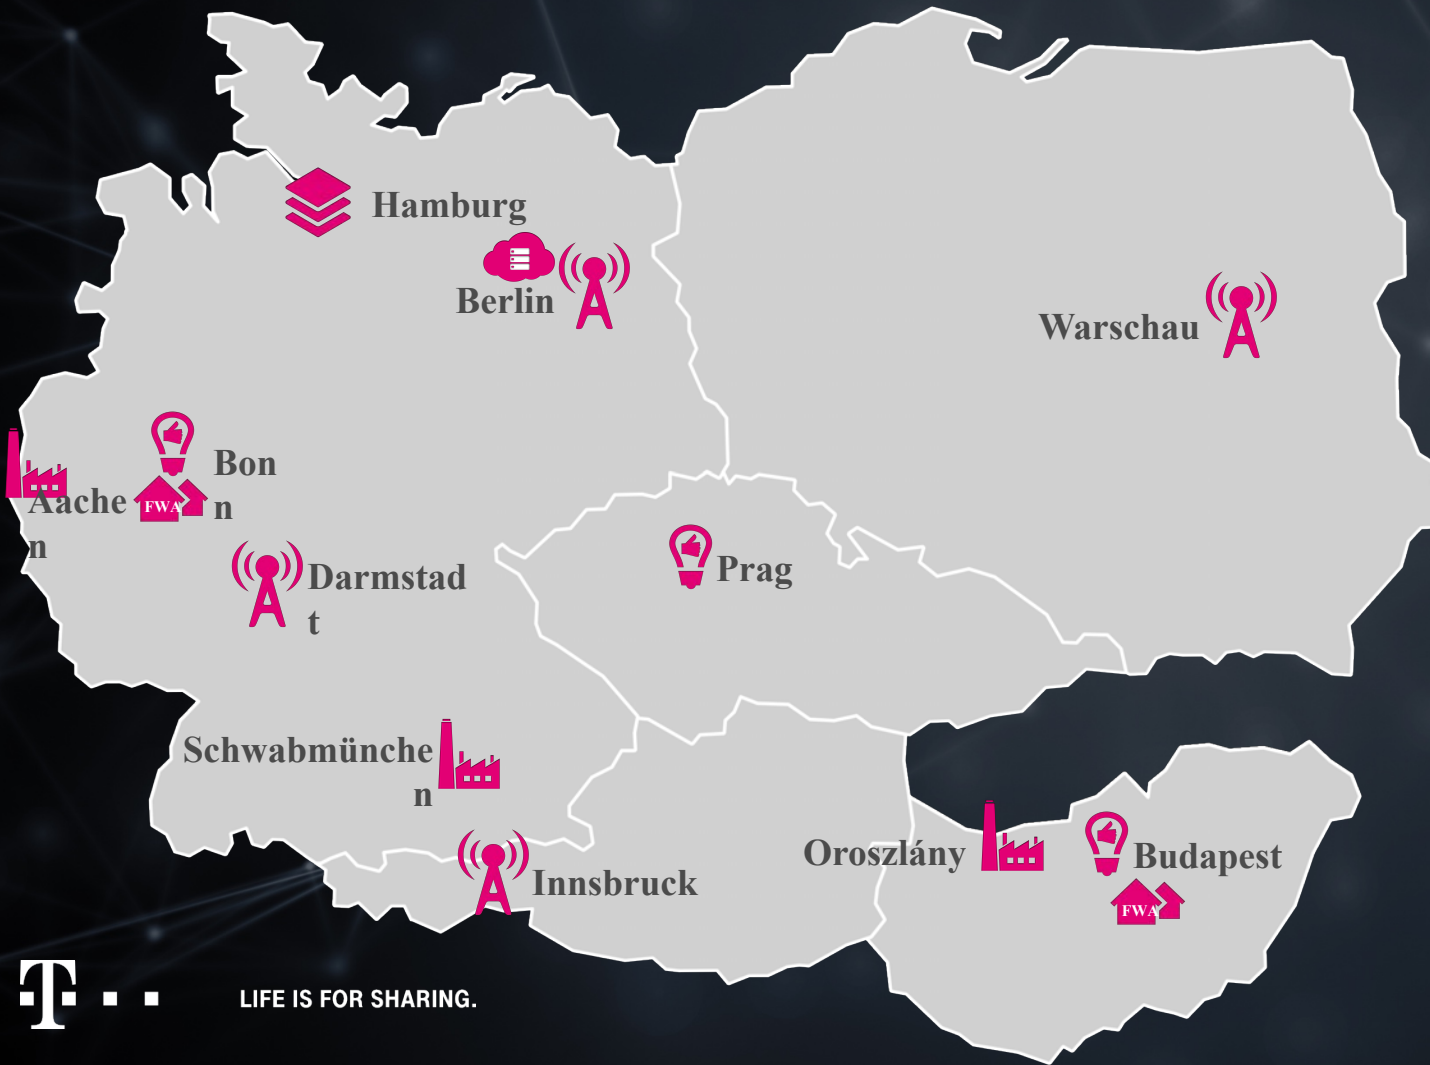 Hamburg
Berlin
Warschau
Bon
n
Aache
n
FWA
Darmstad
t
Prag
Schwabmünche
n
Oroszlány
Budapest
FWA
Innsbruck
T
LIFE IS FOR SHARING.